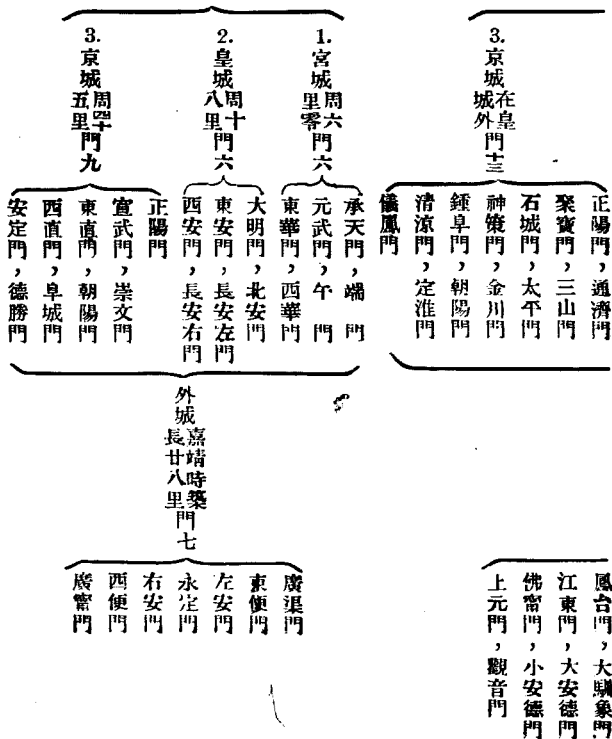 3. 京城 在皇城外 門十三
正陽門，通濟門
聚寶門，三山門
石城門，太平門
神策門，金川門
鍾阜門，朝陽門
清涼門，定淮門
儀鳳門
鳳台門，大馴象門
江東門，大安德門
佛甯門，小安德門
上元門，觀音門
1. 宮城 周六里零 門六
承天門，端　門
元武門，午　門
東華門，西華門
2. 皇城 周十八里 門六
大明門，北安門
東安門，長安左門
西安門，長安右門
3. 京城 周四十五里 門九
正陽門
宣武門，崇文門
東直門，朝陽門
西直門，阜城門
安定門，德勝門
外城 嘉靖時築長廿八里 門七
廣渠門
東便門
左安門
永定門
右安門
西便門
廣甯門